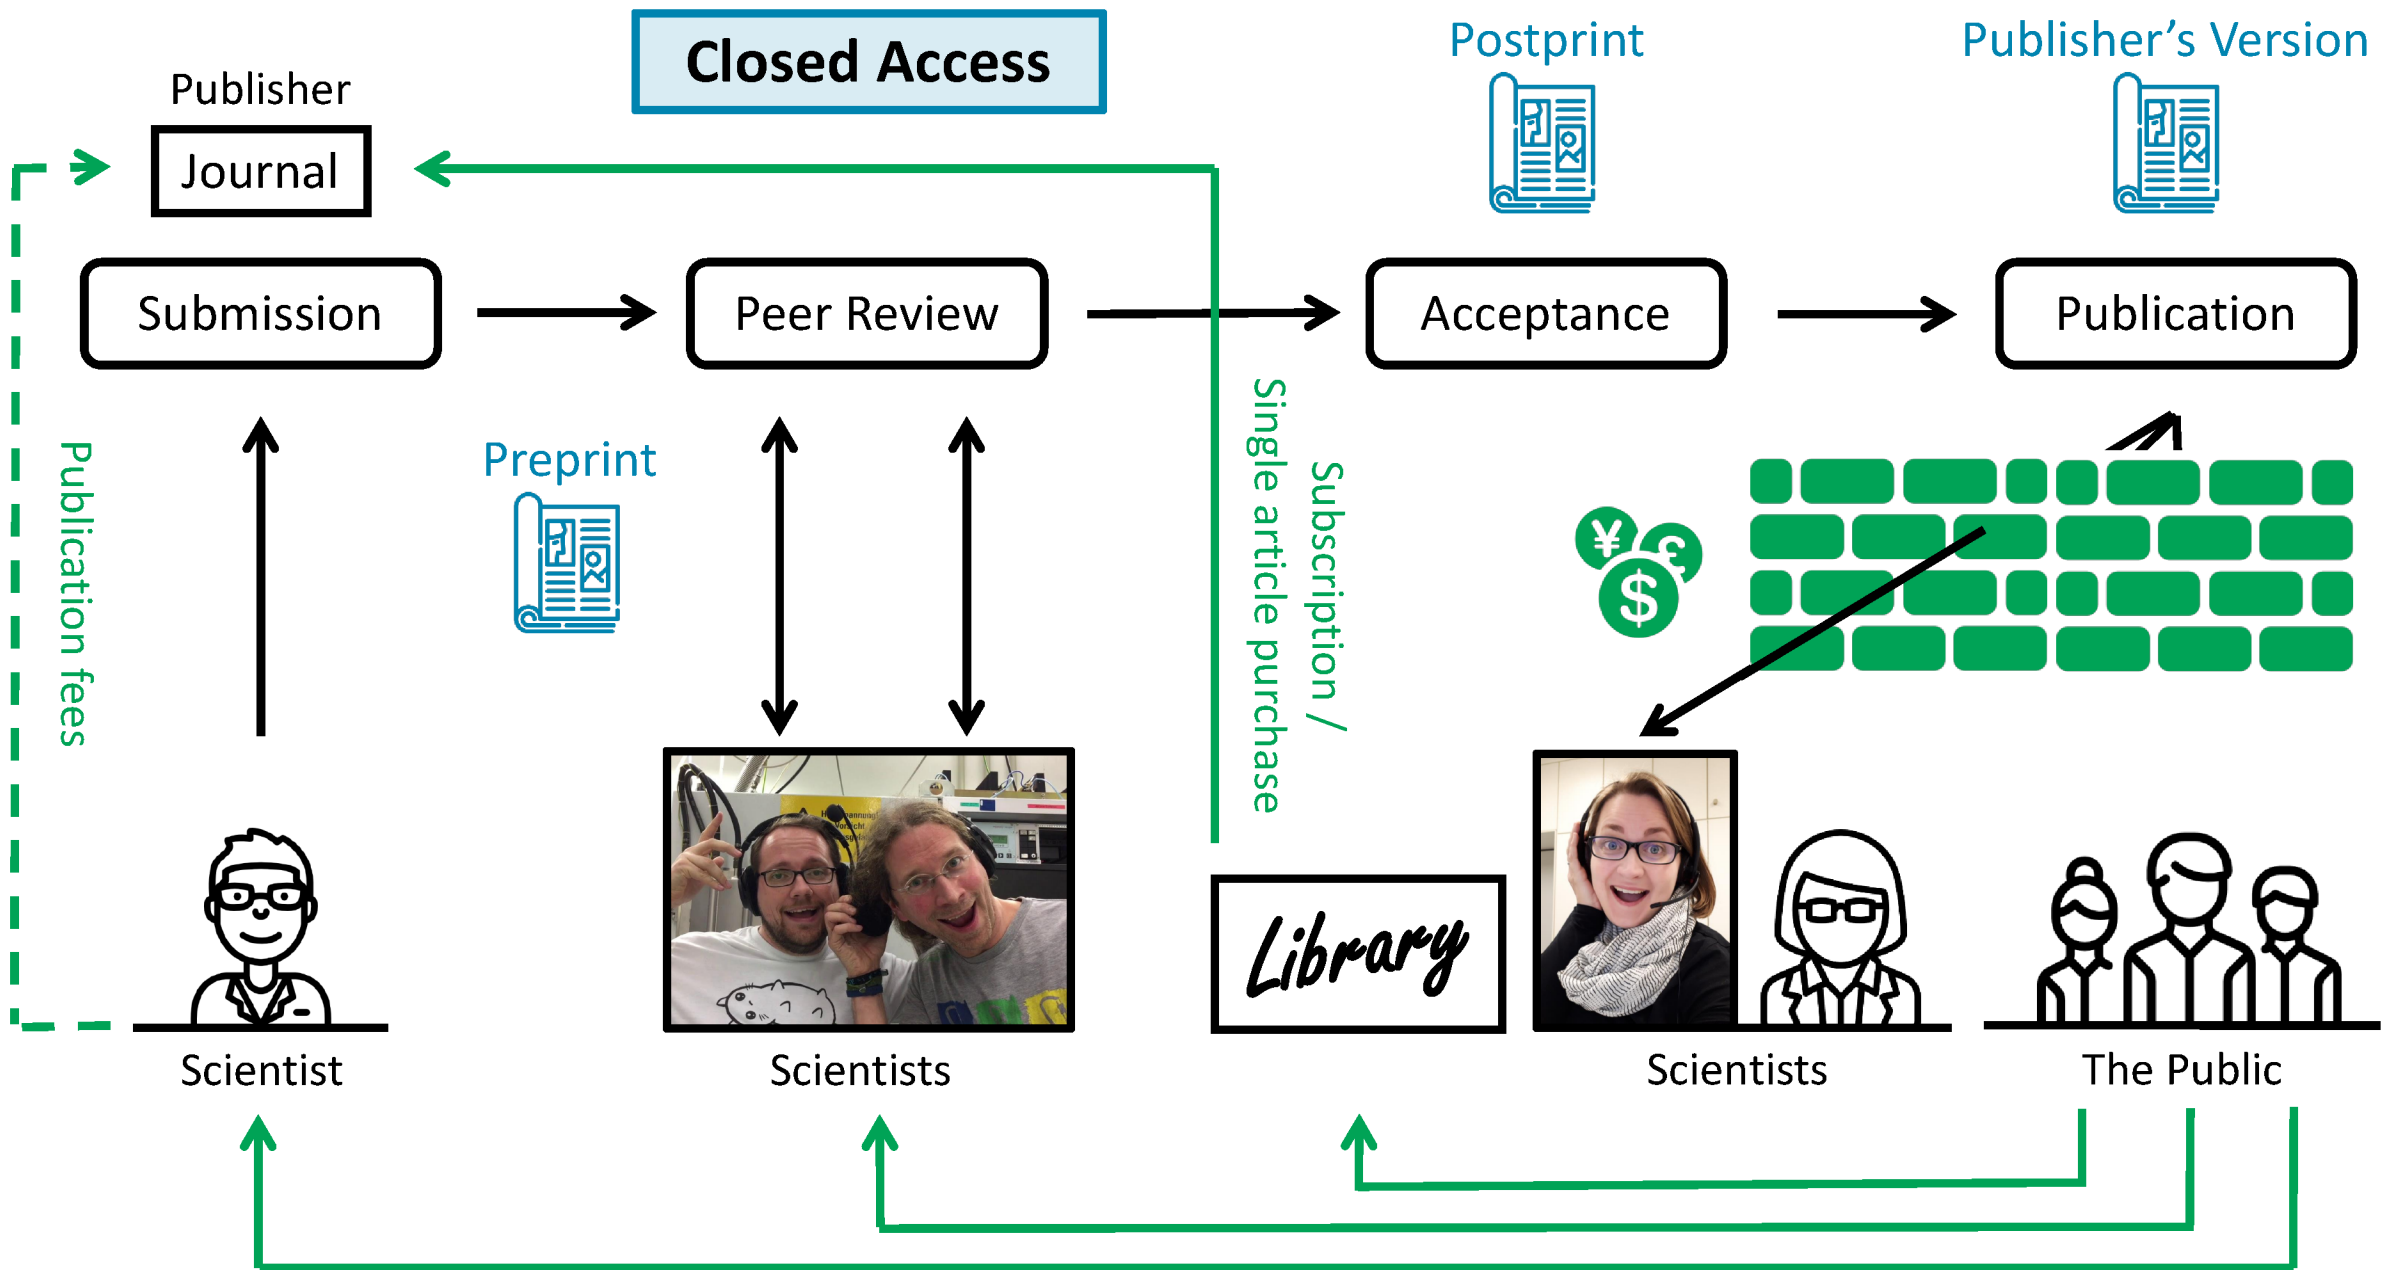 Closed Access
Postprint
Publisher's Version
Publisher
Journal
Submission
Peer Review
Acceptance
Publication
Publication fees
Preprint
Subscription /
Single article purchase
¥
£
$
Library
Scientist
Scientists
Scientists
The Public